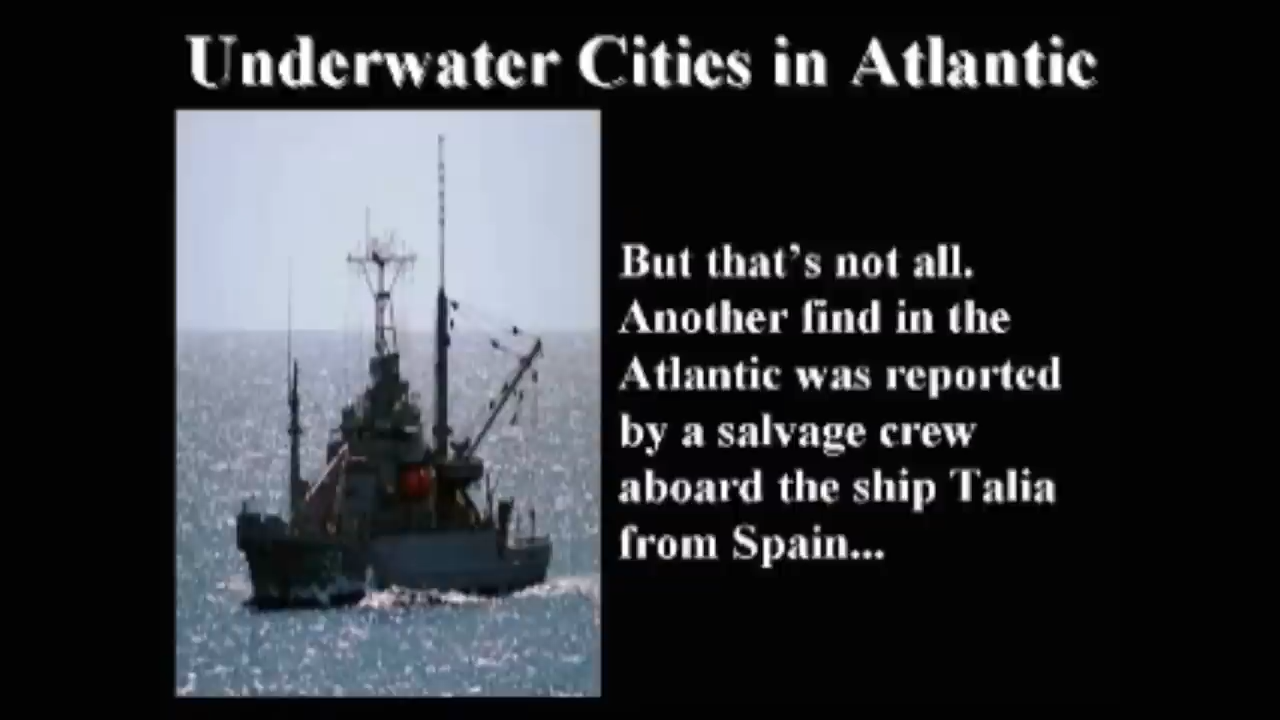 Underwater Cities in Atlantic
But that's not all.
Another find in the
Atlantic was reported
by a salvage crew
aboard the ship Talia
from Spain...